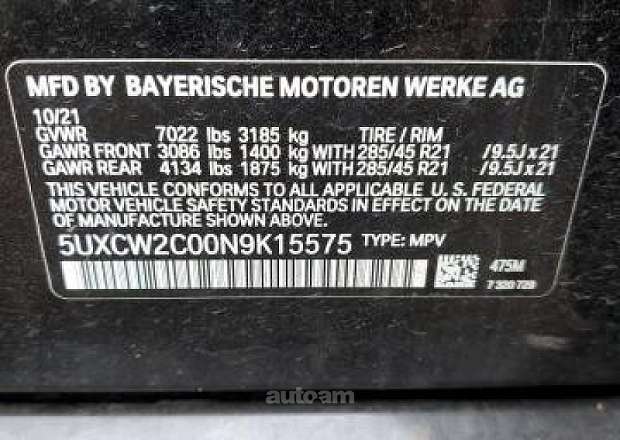 MFD BY BAYERISCHE MOTOREN WERKE AG
10/21
GVWR 7022 lbs 3185 kg TIRE / RIM
GAWR FRONT 3086 lbs 1400 kg WITH 285/45 R21 /9.5J x 21
GAWR REAR 4134 lbs 1875 kg WITH 285/45 R21 /9.5J x 21
THIS VEHICLE CONFORMS TO ALL APPLICABLE U. S. FEDERAL
MOTOR VEHICLE SAFETY STANDARDS IN EFFECT ON THE DATE
OF MANUFACTURE SHOWN ABOVE.
5UXCW2C00N9K15575 TYPE: MPV
475M
7 320 728
autoam